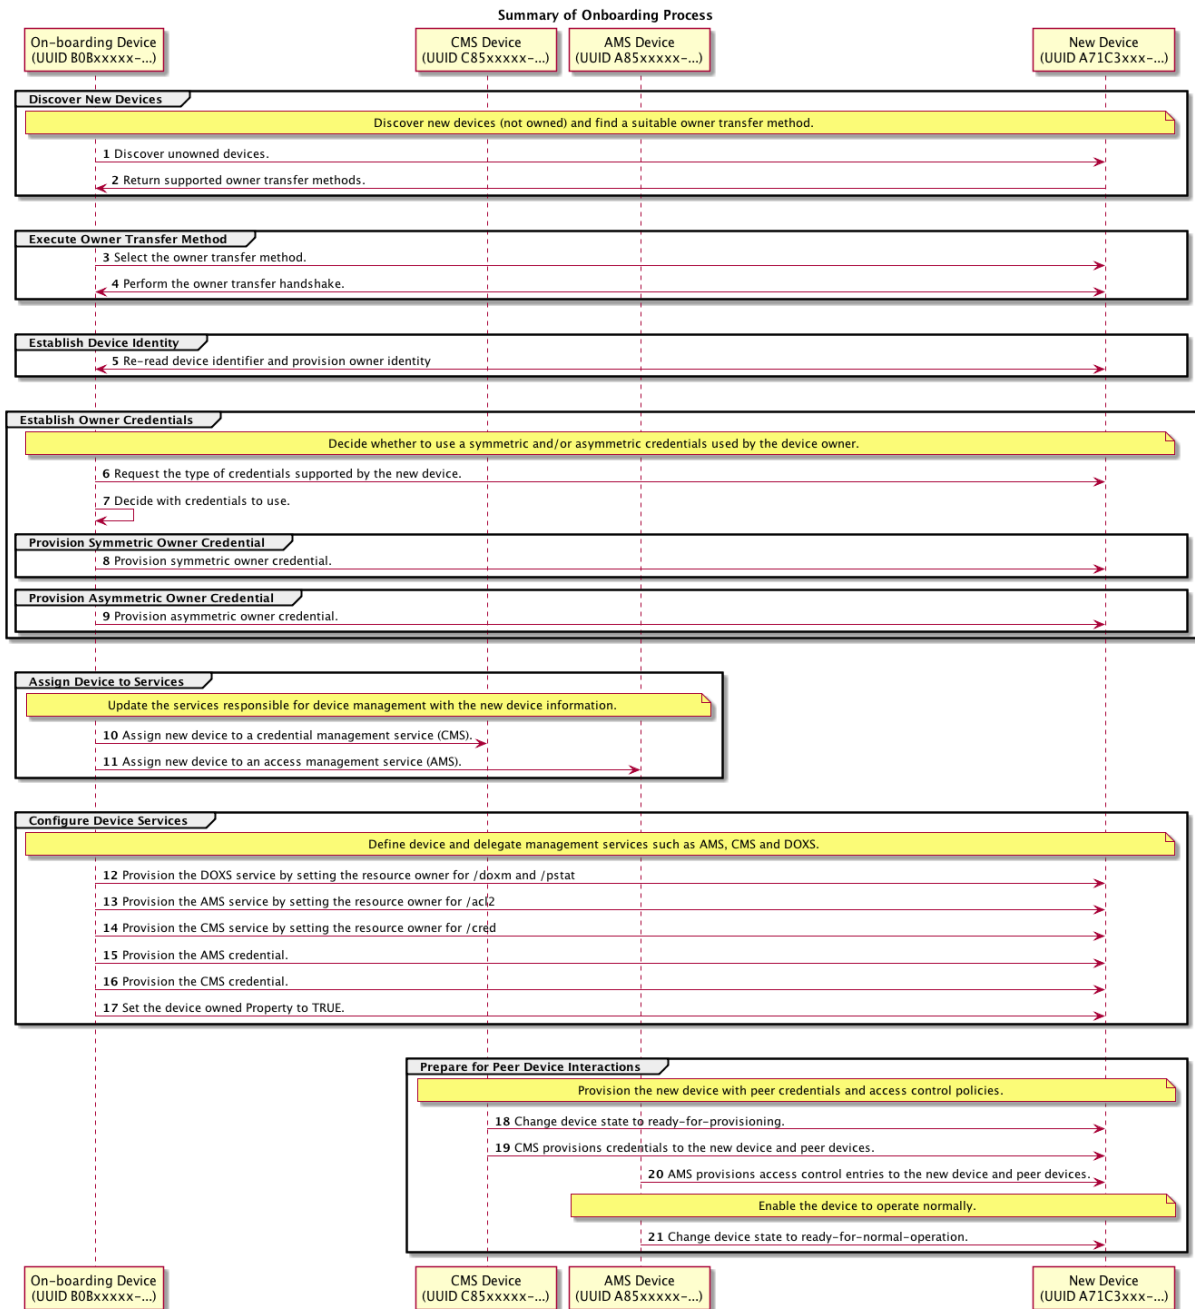 Summary of Onboarding Process
On-boarding Device
(UUID B0Bxxxxx-...)
CMS Device
(UUID C85xxxxx-...)
AMS Device
(UUID A85xxxxx-...)
New Device
(UUID A71C3xxx-...)
Discover New Devices
Discover new devices (not owned) and find a suitable owner transfer method.
1 Discover unowned devices.
2 Return supported owner transfer methods.
Execute Owner Transfer Method
3 Select the owner transfer method.
4 Perform the owner transfer handshake.
Establish Device Identity
5 Re-read device identifier and provision owner identity
Establish Owner Credentials
Decide whether to use a symmetric and/or asymmetric credentials used by the device owner.
6 Request the type of credentials supported by the new device.
7 Decide with credentials to use.
Provision Symmetric Owner Credential
8 Provision symmetric owner credential.
Provision Asymmetric Owner Credential
9 Provision asymmetric owner credential.
Assign Device to Services
Update the services responsible for device management with the new device information.
10 Assign new device to a credential management service (CMS).
11 Assign new device to an access management service (AMS).
Configure Device Services
Define device and delegate management services such as AMS, CMS and DOXS.
12 Provision the DOXS service by setting the resource owner for /doxm and /pstat
13 Provision the AMS service by setting the resource owner for /acl2
14 Provision the CMS service by setting the resource owner for /cred
15 Provision the AMS credential.
16 Provision the CMS credential.
17 Set the device owned Property to TRUE.
Prepare for Peer Device Interactions
Provision the new device with peer credentials and access control policies.
18 Change device state to ready-for-provisioning.
19 CMS provisions credentials to the new device and peer devices.
20 AMS provisions access control entries to the new device and peer devices.
Enable the device to operate normally.
21 Change device state to ready-for-normal-operation.
On-boarding Device
(UUID B0Bxxxxx-...)
CMS Device
(UUID C85xxxxx-...)
AMS Device
(UUID A85xxxxx-...)
New Device
(UUID A71C3xxx-...)